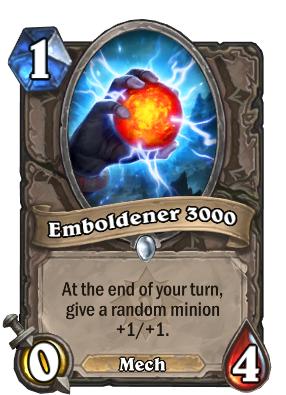 1
Emboldener 3000
At the end of your turn,
give a random minion
+1/+1.
0
Mech
4